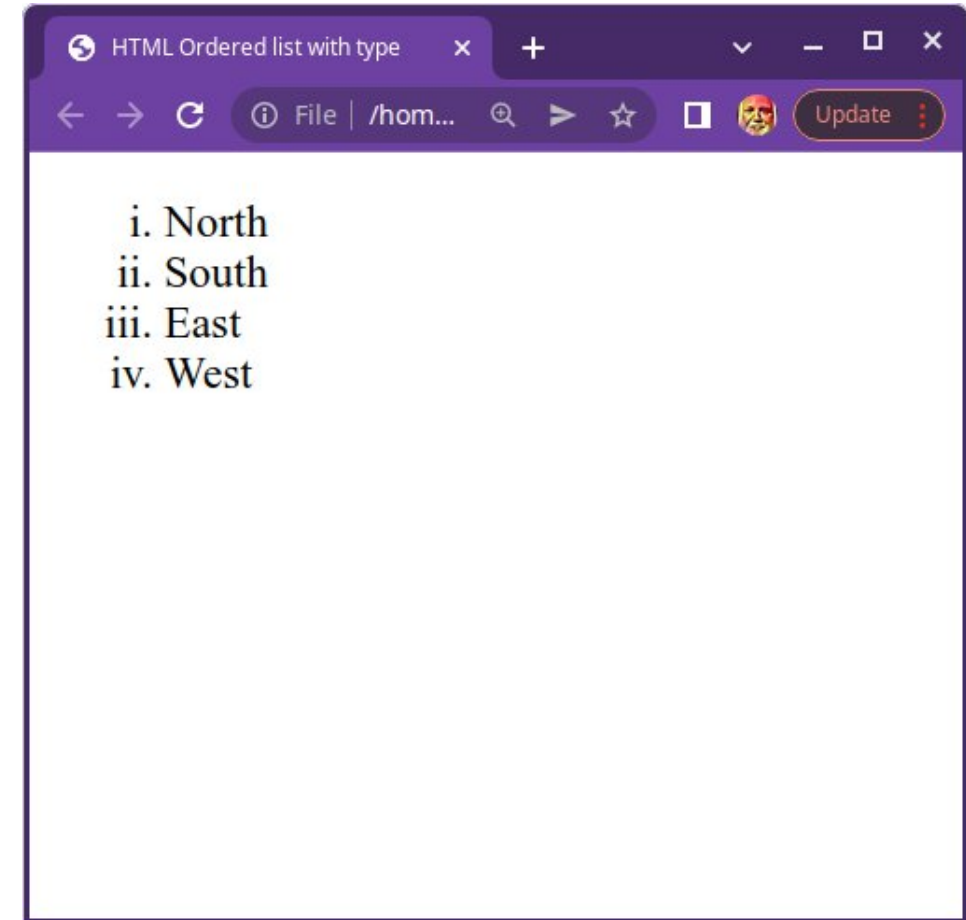 HTML Ordered list with type
File | /hom...
Update
i. North
ii. South
iii. East
iv. West